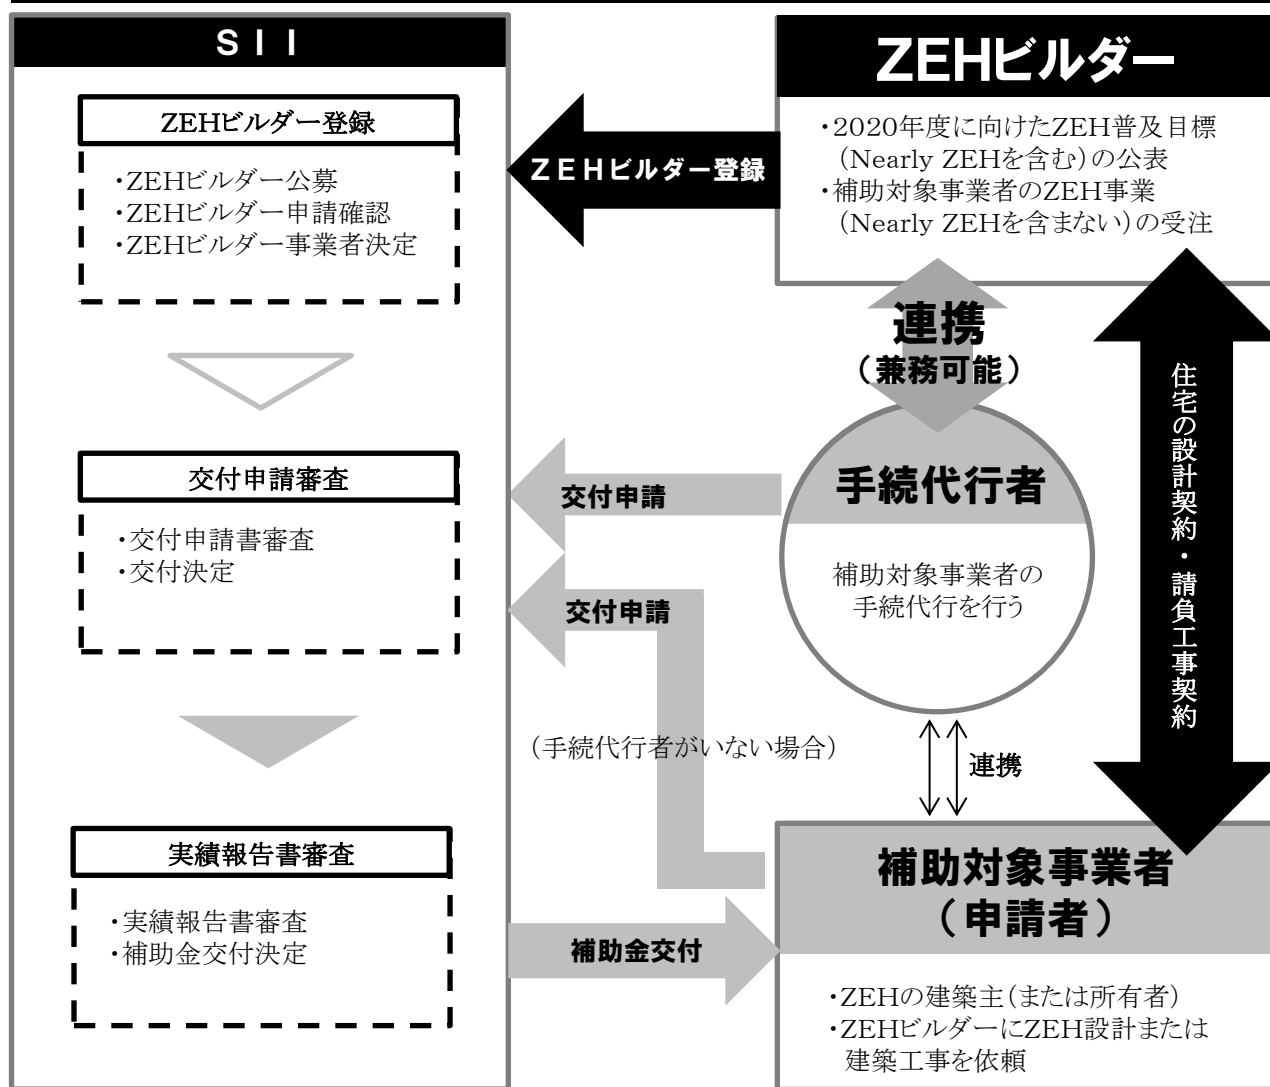 ＳＩＩ
ZEHビルダー登録
・ZEHビルダー公募
・ZEHビルダー申請確認
・ZEHビルダー事業者決定
交付申請審査
・交付申請書審査
・交付決定
実績報告書審査
・実績報告書審査
・補助金交付決定
ＺＥＨビルダー登録
交付申請
交付申請
（手続代行者がいない場合）
補助金交付
ZEHビルダー
・2020年度に向けたZEH普及目標
（Nearly ZEHを含む）の公表
・補助対象事業者のZEH事業
（Nearly ZEHを含まない）の受注
連携
（兼務可能）
手続代行者
補助対象事業者の
手続代行を行う
連携
住宅の設計契約・請負工事契約
補助対象事業者
（申請者）
・ZEHの建築主（または所有者）
・ZEHビルダーにZEH設計または
建築工事を依頼